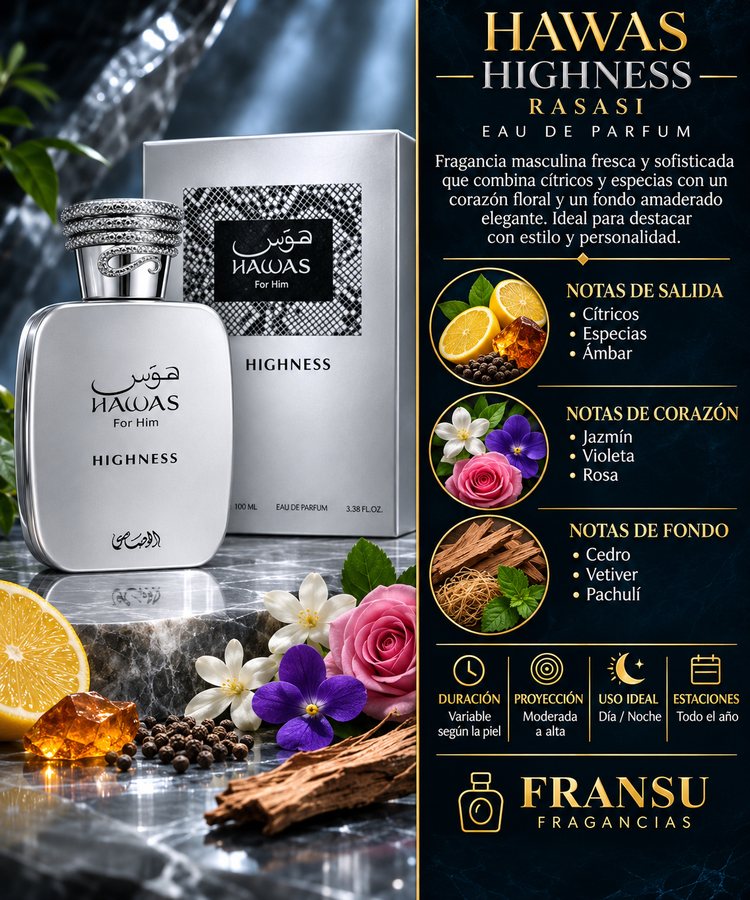 هوس
HAWAS
For Him
HIGHNESS
100 ML
EAU DE PARFUM
3.38 FL.OZ.
هوس
HAWAS
For Him
HIGHNESS
الرصاصي
HAWAS
HIGHNESS
RASASI
EAU DE PARFUM
Fragancia masculina fresca y sofisticada
que combina cítricos y especias con un
corazón floral y un fondo amaderado
elegante. Ideal para destacar
con estilo y personalidad.
NOTAS DE SALIDA
• Cítricos
• Especias
• Ámbar
NOTAS DE CORAZÓN
• Jazmín
• Violeta
• Rosa
NOTAS DE FONDO
• Cedro
• Vetiver
• Pachulí
DURACIÓN
Variable
según la piel
PROYECCIÓN
Moderada
a alta
USO IDEAL
Día / Noche
ESTACIONES
Todo el año
FRANSU
FRAGANCIAS